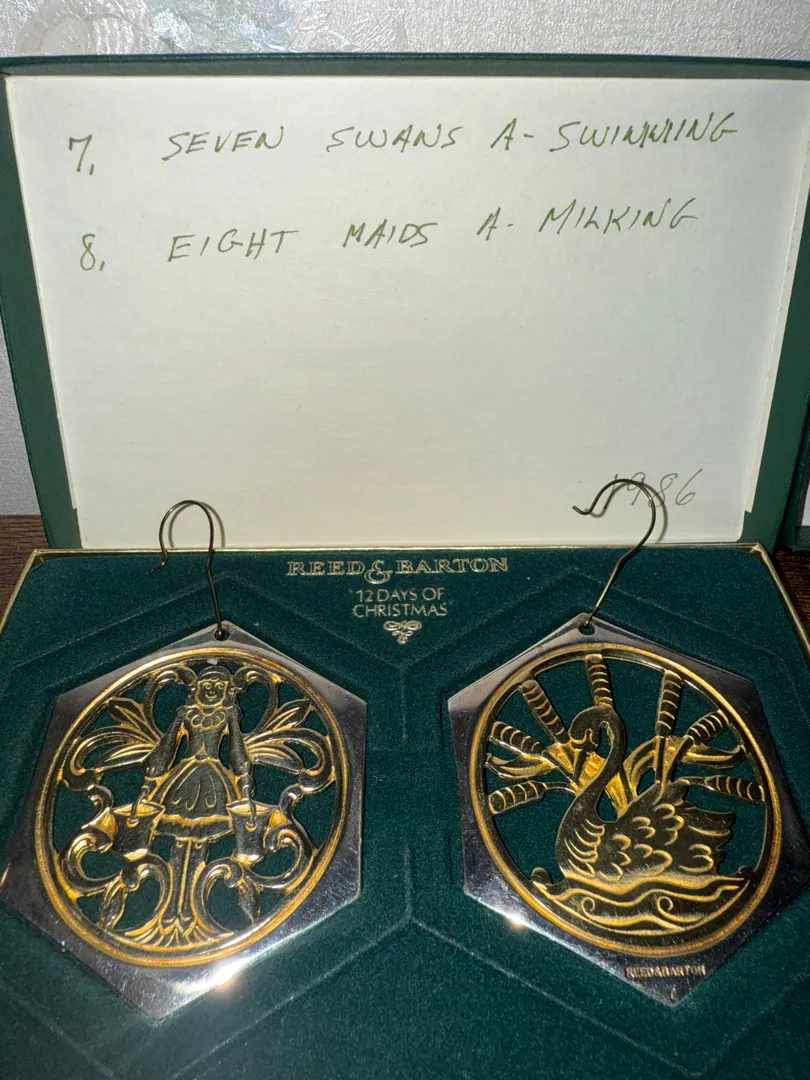 7. SEVEN SWANS A-SWIMMING
8. EIGHT MAIDS A-MILKING
1986
REED & BARTON
"12 DAYS OF
CHRISTMAS"
REED&BARTON